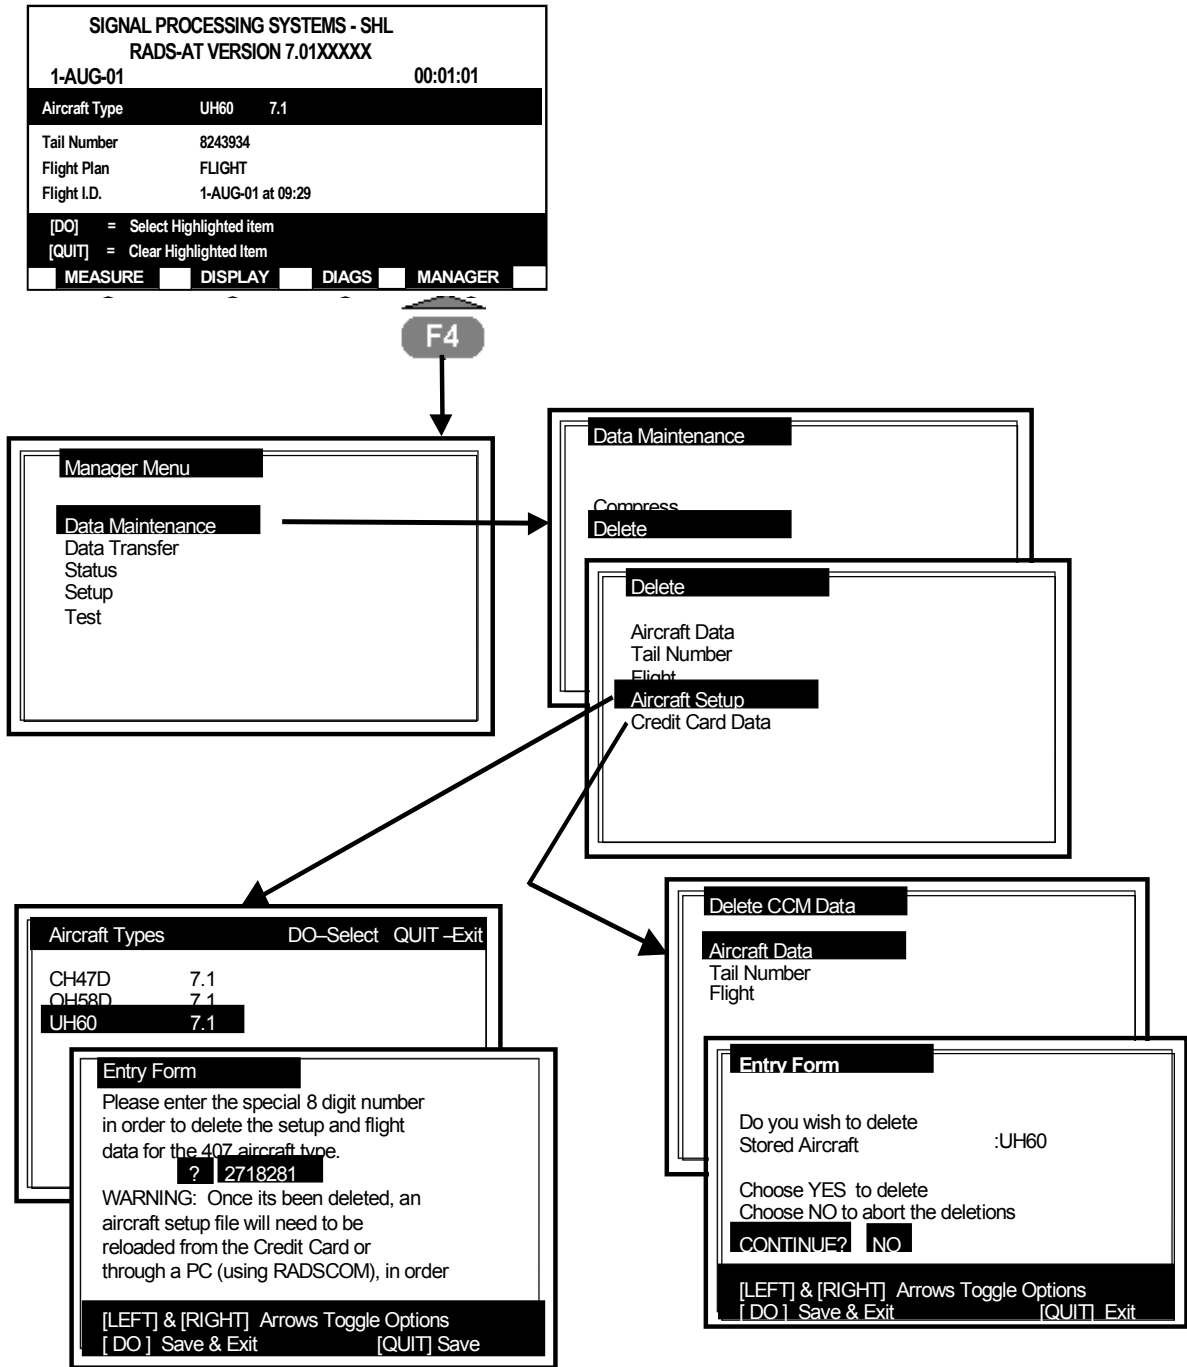 SIGNAL PROCESSING SYSTEMS - SHL
RADS-AT VERSION 7.01XXXXX
1-AUG-01 00:01:01
Aircraft Type UH60 7.1
Tail Number 8243934
Flight Plan FLIGHT
Flight I.D. 1-AUG-01 at 09:29
[DO] = Select Highlighted item
[QUIT] = Clear Highlighted Item
MEASURE DISPLAY DIAGS MANAGER
F4
Manager Menu
Data Maintenance
Data Transfer
Status
Setup
Test
Data Maintenance
Compress
Delete
Delete
Aircraft Data
Tail Number
Flight
Aircraft Setup
Credit Card Data
Aircraft Types DO–Select QUIT –Exit
CH47D 7.1
OH58D 7.1
UH60 7.1
Entry Form
Please enter the special 8 digit number
in order to delete the setup and flight
data for the 407 aircraft type.
? 2718281
WARNING: Once its been deleted, an
aircraft setup file will need to be
reloaded from the Credit Card or
through a PC (using RADSCOM), in order
[LEFT] & [RIGHT] Arrows Toggle Options
[ DO ] Save & Exit [QUIT] Save
Delete CCM Data
Aircraft Data
Tail Number
Flight
Entry Form
Do you wish to delete
Stored Aircraft :UH60
Choose YES to delete
Choose NO to abort the deletions
CONTINUE? NO
[LEFT] & [RIGHT] Arrows Toggle Options
[ DO ] Save & Exit [QUIT] Exit